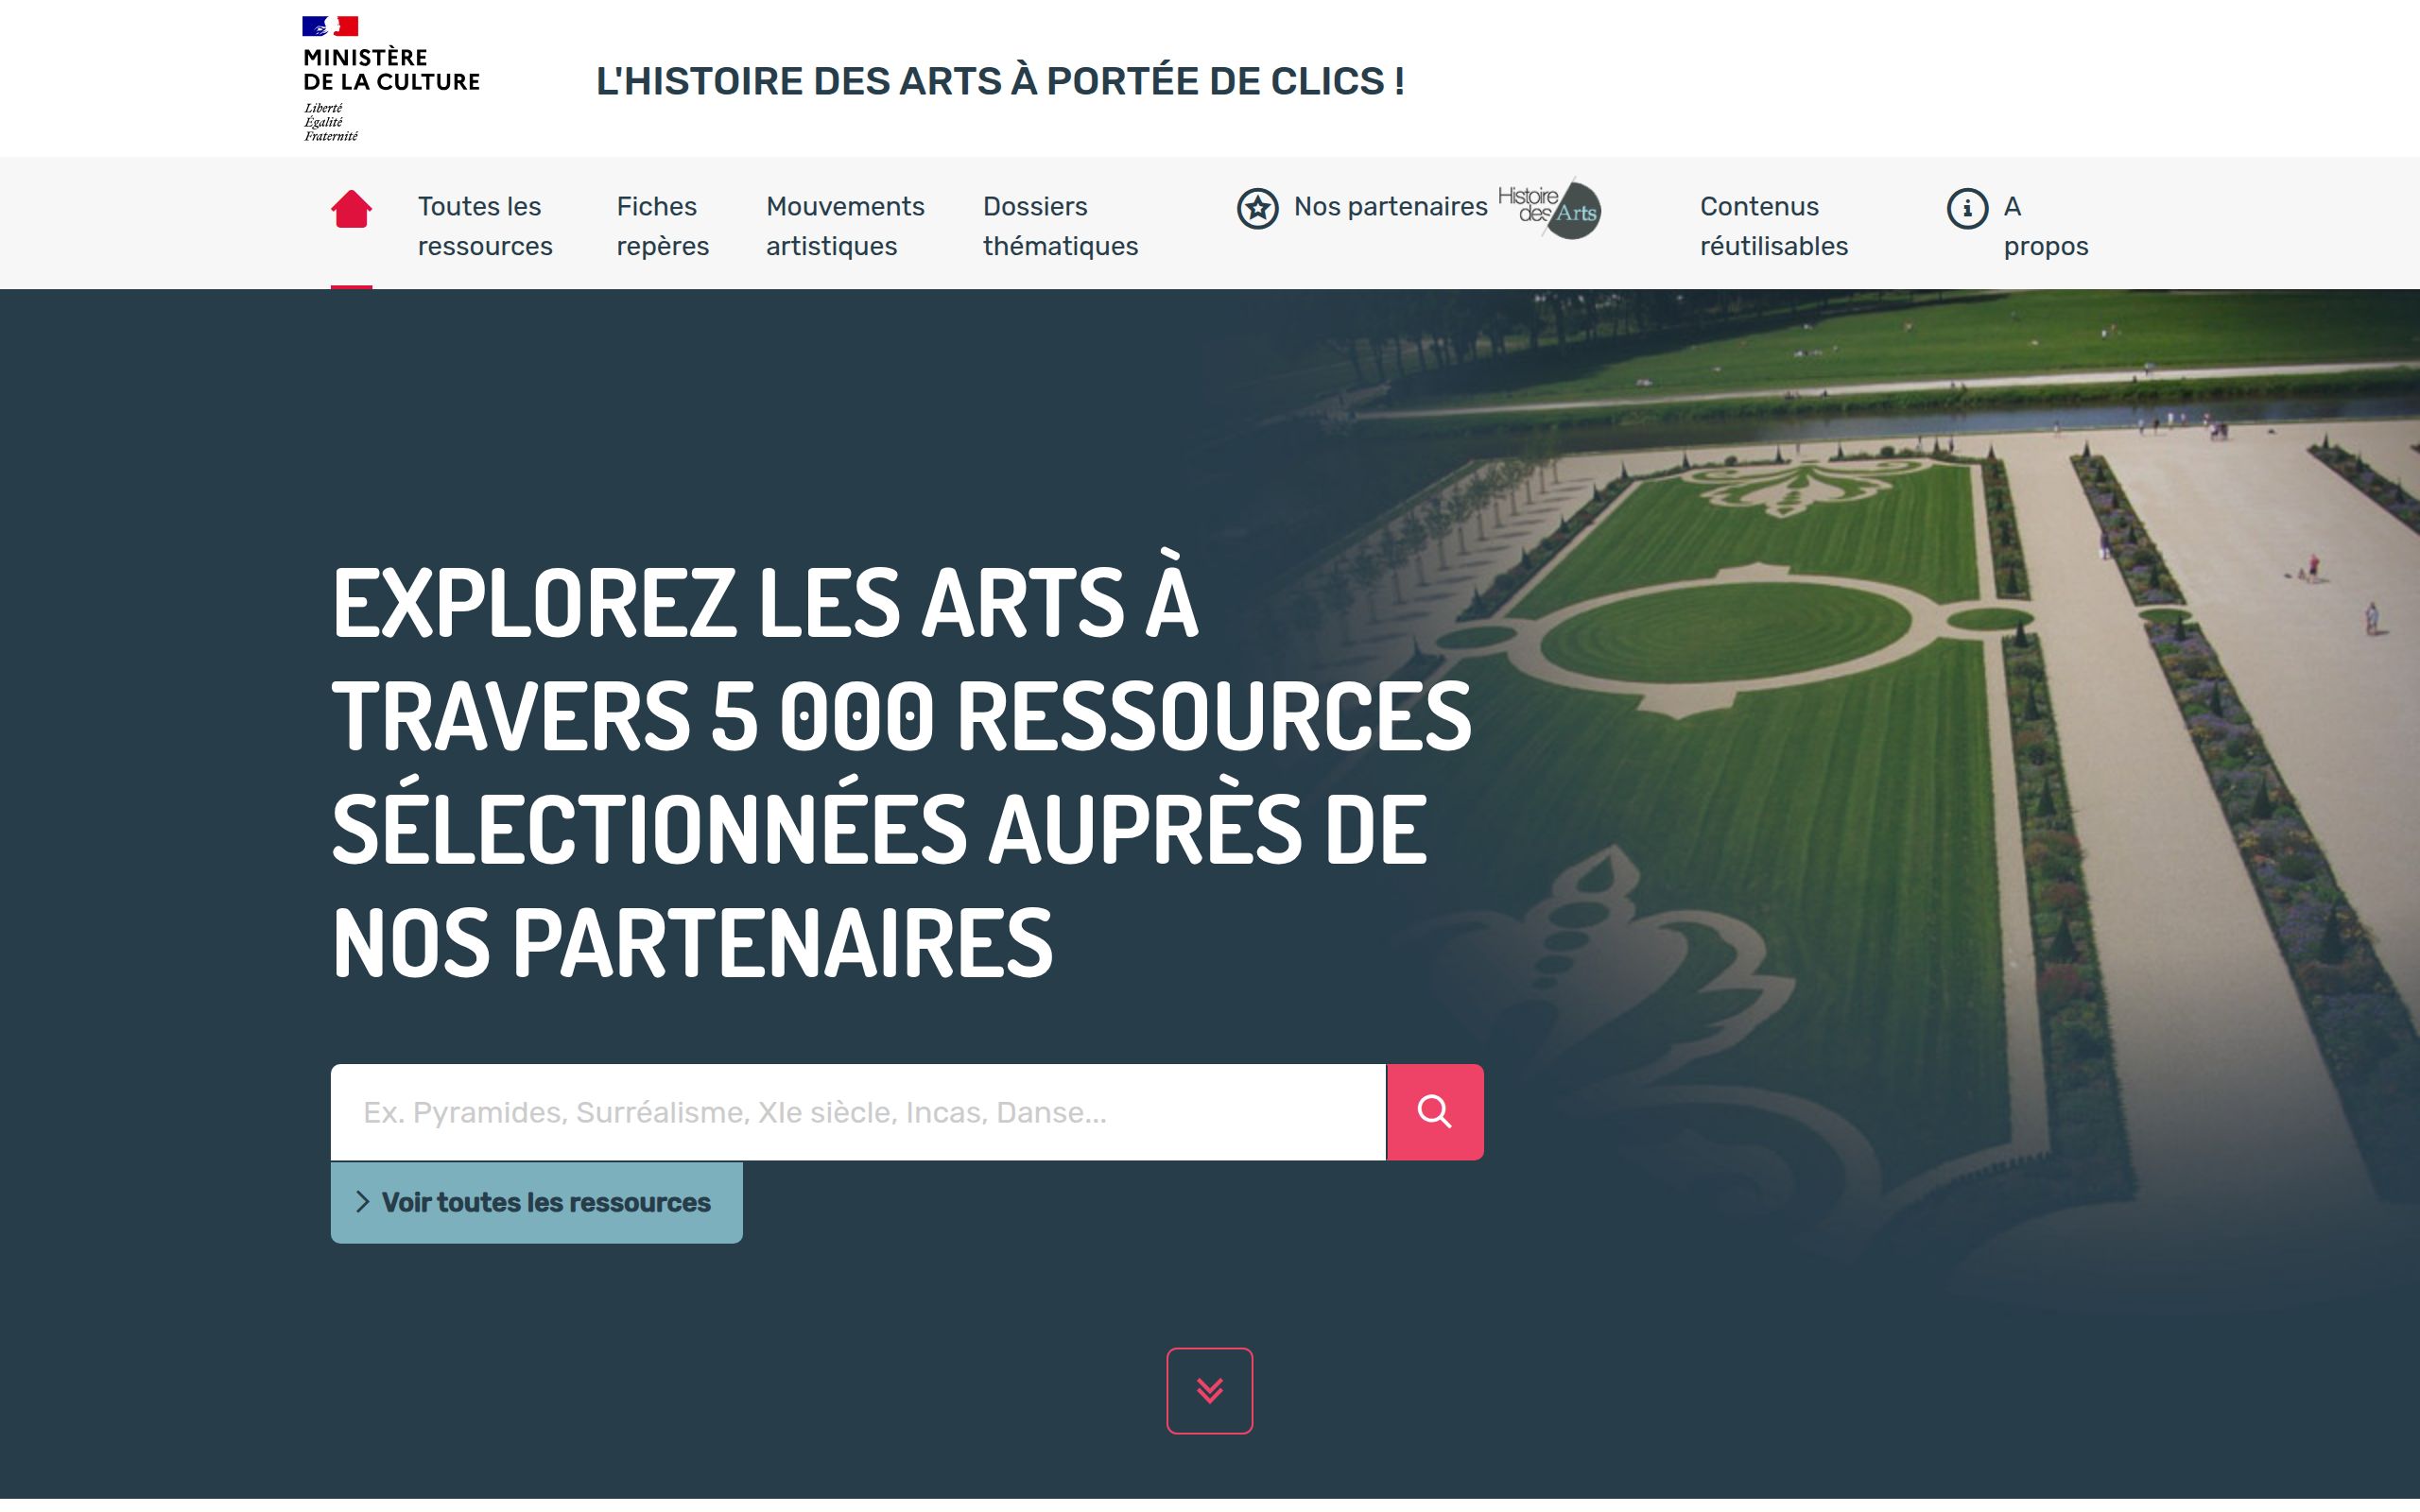 MINISTÈRE
DE LA CULTURE
Liberté
Égalité
Fraternité
L'HISTOIRE DES ARTS À PORTÉE DE CLICS !
Toutes les
ressources
Fiches
repères
Mouvements
artistiques
Dossiers
thématiques
Nos partenaires
Histoire
des Arts
Contenus
réutilisables
A
propos
EXPLOREZ LES ARTS À
TRAVERS 5 000 RESSOURCES
SÉLECTIONNÉES AUPRÈS DE
NOS PARTENAIRES
Ex. Pyramides, Surréalisme, XIe siècle, Incas, Danse...
Voir toutes les ressources